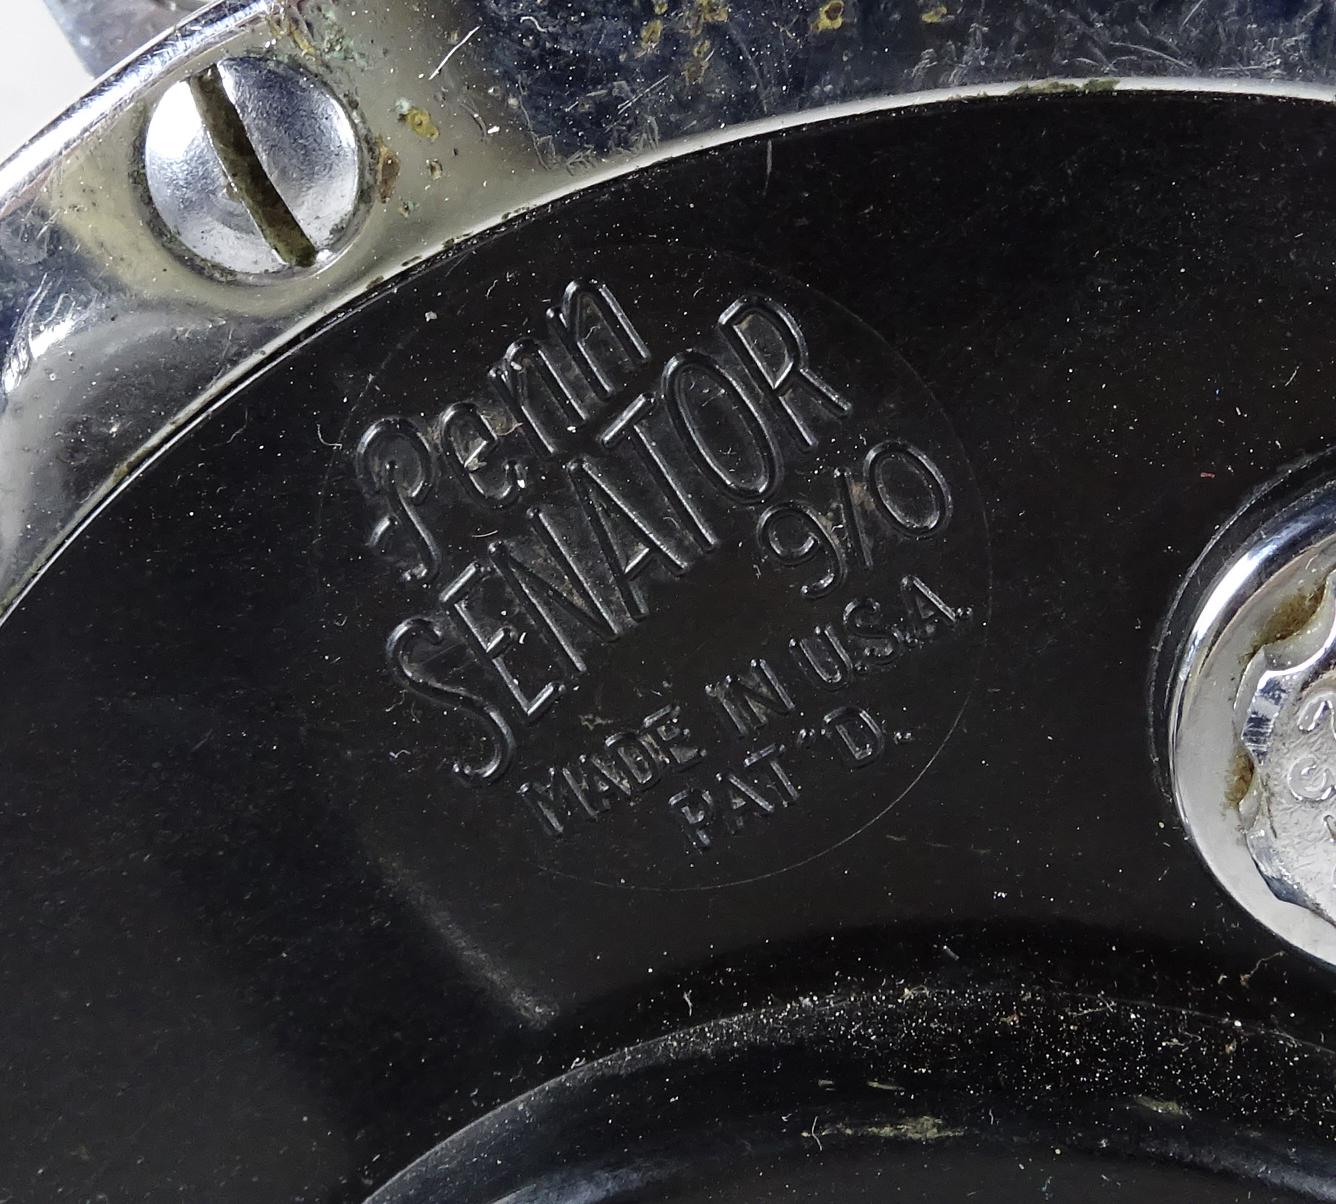 Penn
SENATOR
9/0
MADE IN U.S.A.
PAT'D.